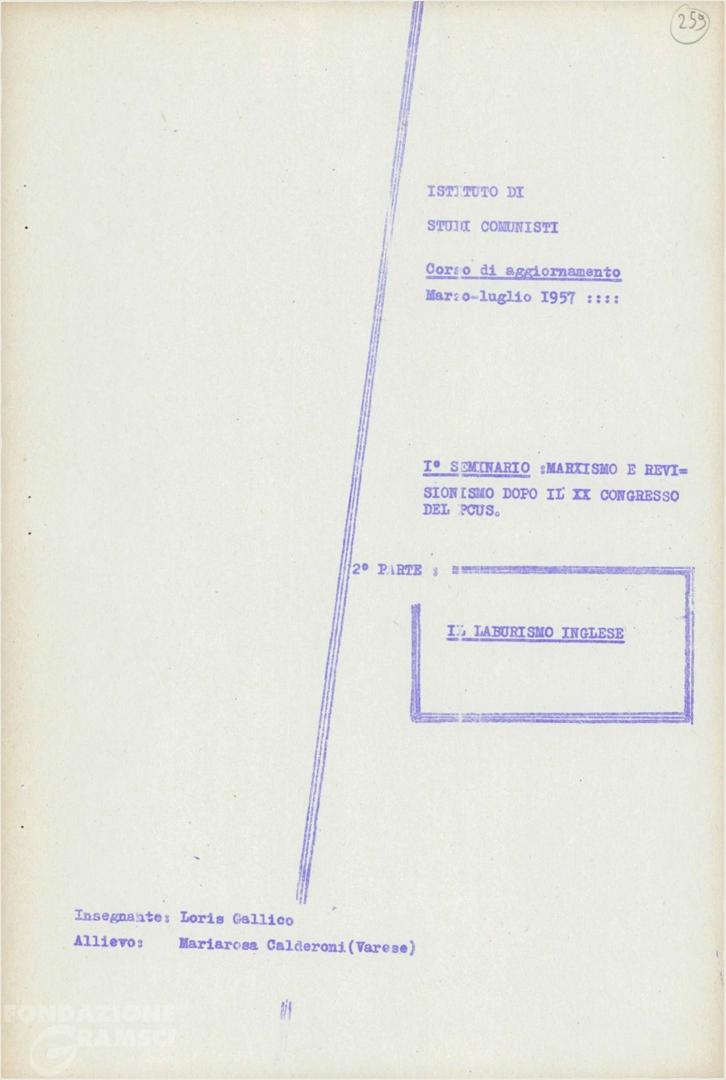 259
ISTITUTO DI
STUDI COMUNISTI
Corso di aggiornamento
Marzo-luglio 1957 ::::
I° SEMINARIO :MARXISMO E REVI=
SIONISMO DOPO IL XX CONGRESSO
DEL PCUS.
2° PARTE :
IL LABURISMO INGLESE
Insegnante: Loris Gallico
Allievo: Mariarosa Calderoni(Varese)
FONDAZIONE
GRAMSCI